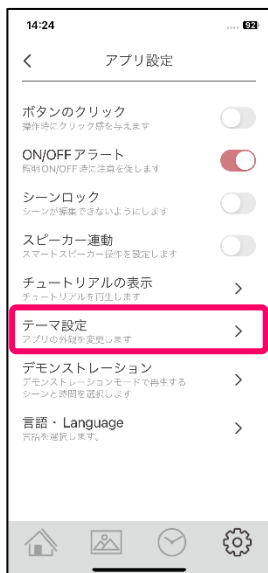 14:24
92
アプリ設定
ボタンのクリック
操作時にクリック感を与えます
ON/OFFアラート
照明ON/OFF時に注意を促します
シーンロック
シーンが編集できないようにします
スピーカー連動
スマートスピーカー操作を設定します
チュートリアルの表示
チュートリアルを再生します
テーマ設定
アプリの外観を変更します
デモンストレーション
デモンストレーションモードで再生する
シーンと時間を選択します
言語・Language
言語を選択します。